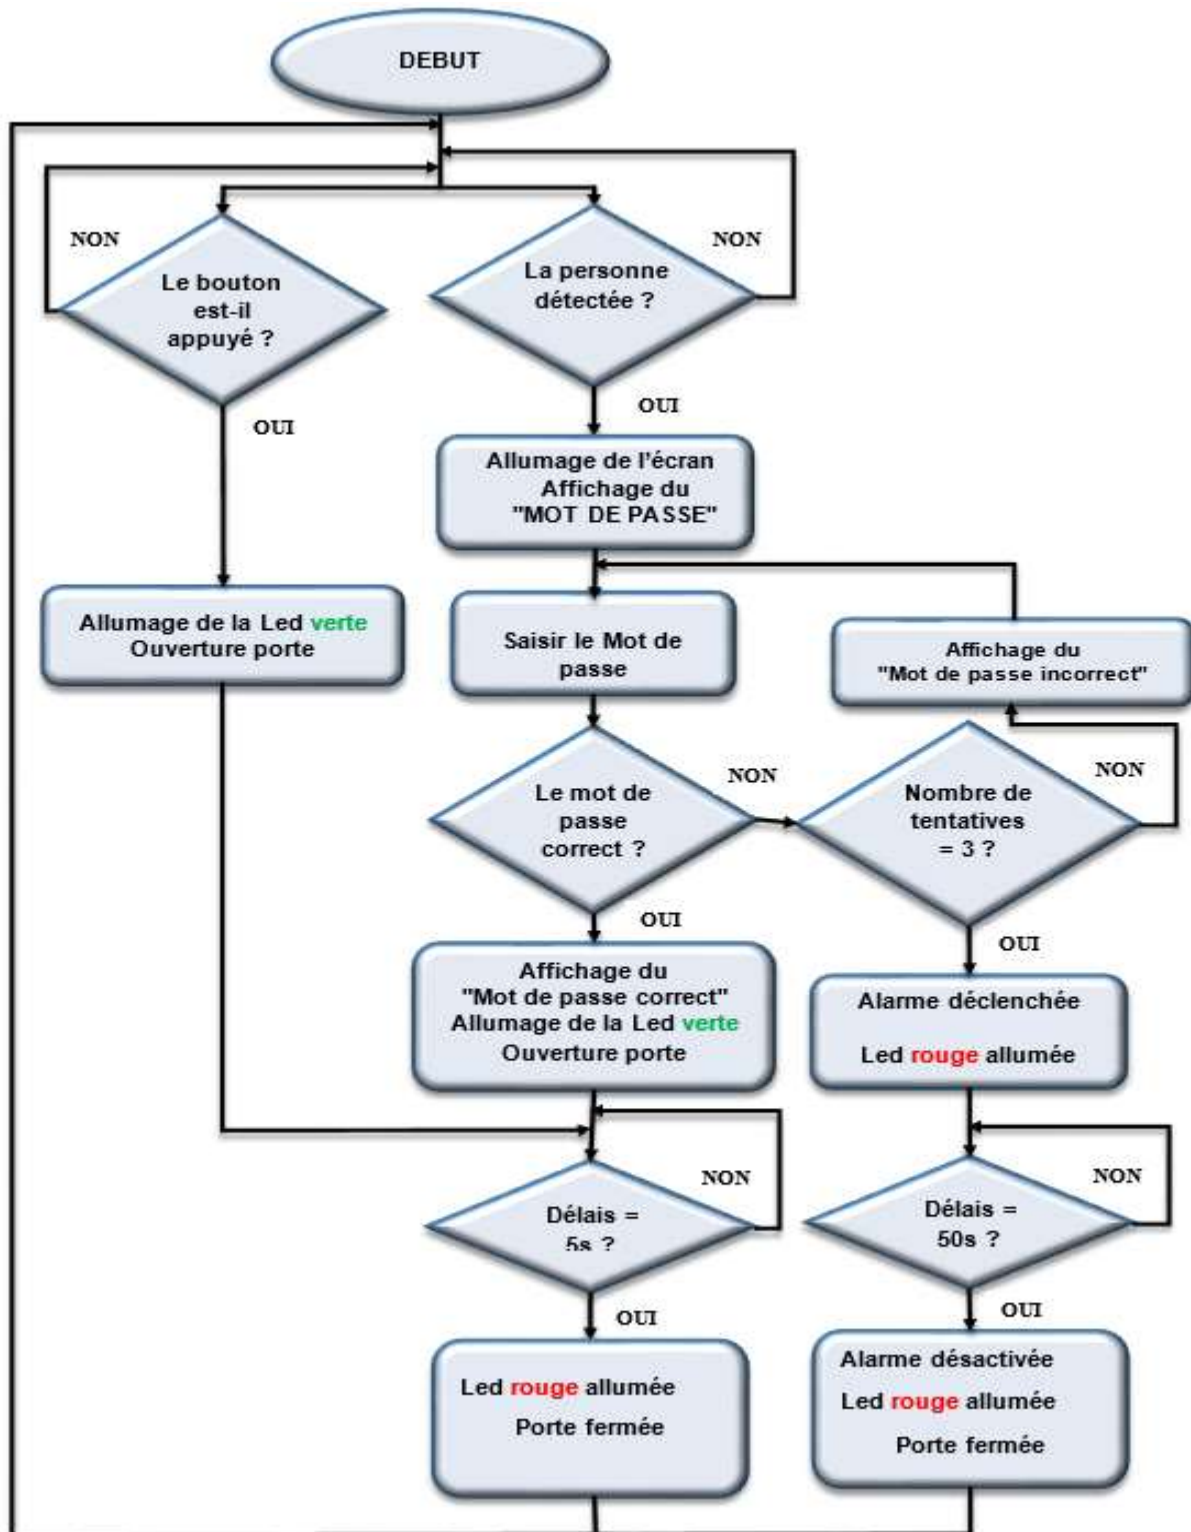 DEBUT
NON
Le bouton
est-il
appuyé ?
La personne
détectée ?
NON
OUI
OUI
Allumage de l'écran
Affichage du
"MOT DE PASSE"
Allumage de la Led verte
Ouverture porte
Saisir le Mot de
passe
Affichage du
"Mot de passe incorrect"
Le mot de
passe
correct ?
NON
Nombre de
tentatives
= 3 ?
NON
OUI
OUI
Affichage du
"Mot de passe correct"
Allumage de la Led verte
Ouverture porte
Alarme déclenchée
Led rouge allumée
Délais =
5s ?
NON
Délais =
50s ?
NON
OUI
OUI
Led rouge allumée
Porte fermée
Alarme désactivée
Led rouge allumée
Porte fermée